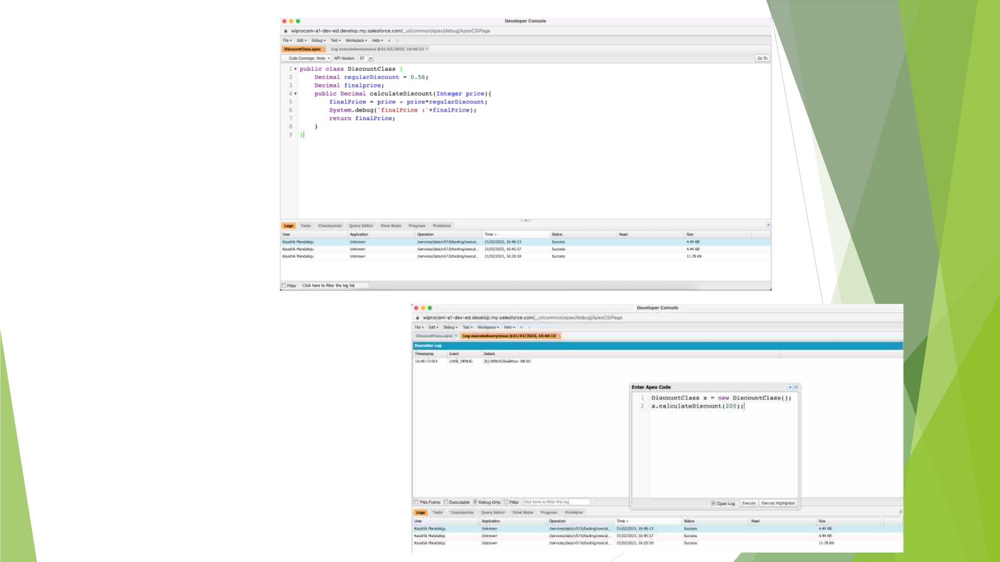 Developer Console
wiprocom-a1-dev-ed.develop.my.salesforce.com/_ui/common/apex/debug/ApexCSIPage
File Edit Debug Test Workspace Help < >
DiscountClass.apxc Log executeAnonymous @21/02/2023, 16:46:13
Code Coverage: None API Version: 57 Go To
1 public class DiscountClass {
2 Decimal regularDiscount = 0.56;
3 Decimal finalprice;
4 public Decimal calculateDiscount(Integer price){
5 finalPrice = price - price*regularDiscount;
6 System.debug('finalPrice :'+finalPrice);
7 return finalPrice;
8 }
9 }
Logs Tests Checkpoints Query Editor View State Progress Problems
User Application Operation Time Status Read Size
Kaushik Mandaloju Unknown /services/data/v57.0/tooling/execut... 21/02/2023, 16:46:13 Success 4.44 KB
Kaushik Mandaloju Unknown /services/data/v57.0/tooling/execut... 21/02/2023, 16:45:37 Success 4.44 KB
Kaushik Mandaloju Unknown /services/data/v57.0/tooling/execut... 21/02/2023, 16:20:59 Success 11.78 KB
Filter Click here to filter the log list
Developer Console
wiprocom-a1-dev-ed.develop.my.salesforce.com/_ui/common/apex/debug/ApexCSIPage
File Edit Debug Test Workspace Help < >
DiscountClass.apxc Log executeAnonymous @21/02/2023, 16:46:13
Execution Log
Timestamp Event Details
USER_DEBUG [6]|DEBUG|finalPrice :88.00
Enter Apex Code
1 DiscountClass x = new DiscountClass();
2 x.calculateDiscount(200);
Open Log Execute Execute Highlighted
This Frame Executable Debug Only Filter Click here to filter the log
Logs Tests Checkpoints Query Editor View State Progress Problems
User Application Operation Time Status Read Size
Kaushik Mandaloju Unknown /services/data/v57.0/tooling/execut... 21/02/2023, 16:46:13 Success 4.44 KB
Kaushik Mandaloju Unknown /services/data/v57.0/tooling/execut... 21/02/2023, 16:45:37 Success 4.44 KB
Kaushik Mandaloju Unknown /services/data/v57.0/tooling/execut... 21/02/2023, 16:20:59 Success 11.78 KB